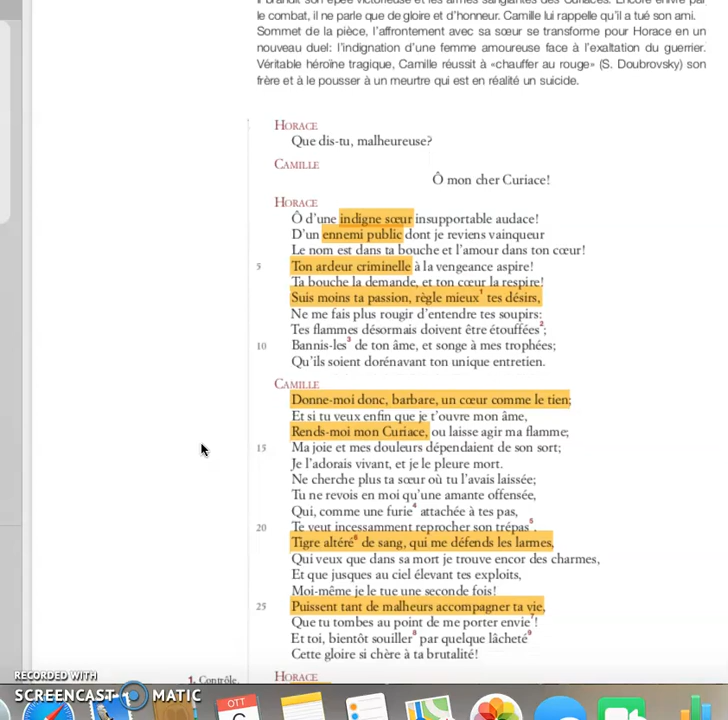 le combat, il ne parle que de gloire et d'honneur. Camille lui rappelle qu'il a tué son ami.
Sommet de la pièce, l'affrontement avec sa sœur se transforme pour Horace en un
nouveau duel: l'indignation d'une femme amoureuse face à l'exaltation du guerrier.
Véritable héroïne tragique, Camille réussit à «chauffer au rouge» (S. Doubrovsky) son
frère et à le pousser à un meurtre qui est en réalité un suicide.
HORACE
Que dis-tu, malheureuse?
CAMILLE
Ô mon cher Curiace!
HORACE
Ô d'une indigne sœur insupportable audace!
D'un ennemi public dont je reviens vainqueur
Le nom est dans ta bouche et l'amour dans ton cœur!
5 Ton ardeur criminelle à la vengeance aspire!
Ta bouche la demande, et ton cœur la respire!
Suis moins ta passion, règle mieux¹ tes désirs,
Ne me fais plus rougir d'entendre tes soupirs:
Tes flammes désormais doivent être étouffées²;
10 Bannis-les³ de ton âme, et songe à mes trophées;
Qu'ils soient dorénavant ton unique entretien.
CAMILLE
Donne-moi donc, barbare, un cœur comme le tien;
Et si tu veux enfin que je t'ouvre mon âme,
Rends-moi mon Curiace, ou laisse agir ma flamme;
15 Ma joie et mes douleurs dépendaient de son sort;
Je l'adorais vivant, et je le pleure mort.
Ne cherche plus ta sœur où tu l'avais laissée;
Tu ne revois en moi qu'une amante offensée,
Qui, comme une furie⁴ attachée à tes pas,
20 Te veut incessamment reprocher son trépas⁵.
Tigre altéré⁶ de sang, qui me défends les larmes,
Qui veux que dans sa mort je trouve encor des charmes,
Et que jusques au ciel élevant tes exploits,
Moi-même je le tue une seconde fois!
25 Puissent tant de malheurs accompagner ta vie,
Que tu tombes au point de me porter envie⁷!
Et toi, bientôt souiller⁸ par quelque lâcheté⁹
Cette gloire si chère à ta brutalité!
HORACE
1. Contrôle.
RECORDED WITH
SCREENCAST MATIC
OTT